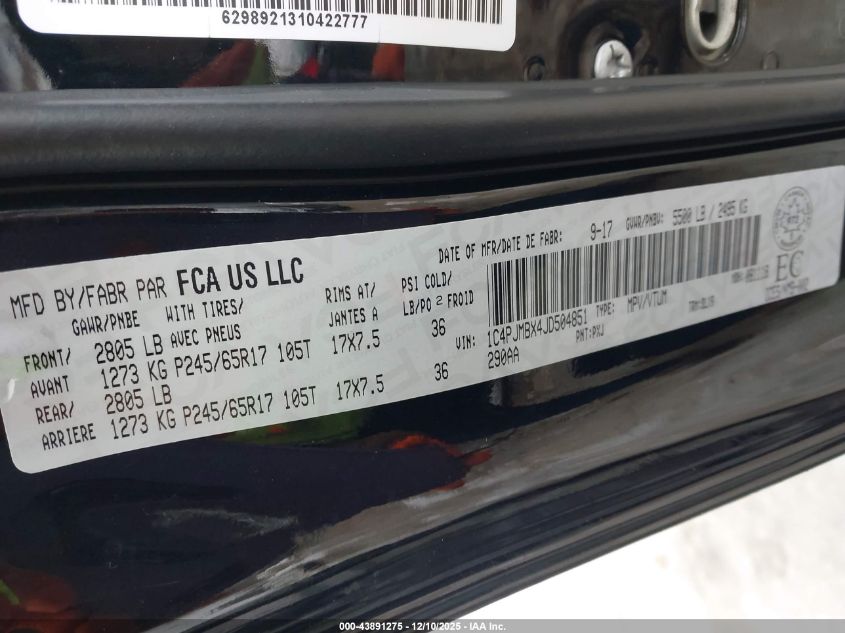 6298921310422777
MFD BY/FABR PAR FCA US LLC
DATE OF MFR/DATE DE FABR: 9-17 GVWR/PNBV: 5500 LB / 2495 KG
GAWR/PNBE WITH TIRES/ RIMS AT/ PSI COLD/
AVEC PNEUS JANTES A LB/PO² FROID
FRONT/ 2805 LB
AVANT 1273 KG P245/65R17 105T 17X7.5 36
REAR/ 2805 LB
ARRIERE 1273 KG P245/65R17 105T 17X7.5 36
VIN: 1C4PJMBX4JD504851 TYPE: MPV/VTUM
290AA PNT: PXJ
EC
000-43891275 - 12/10/2025 - IAA Inc.